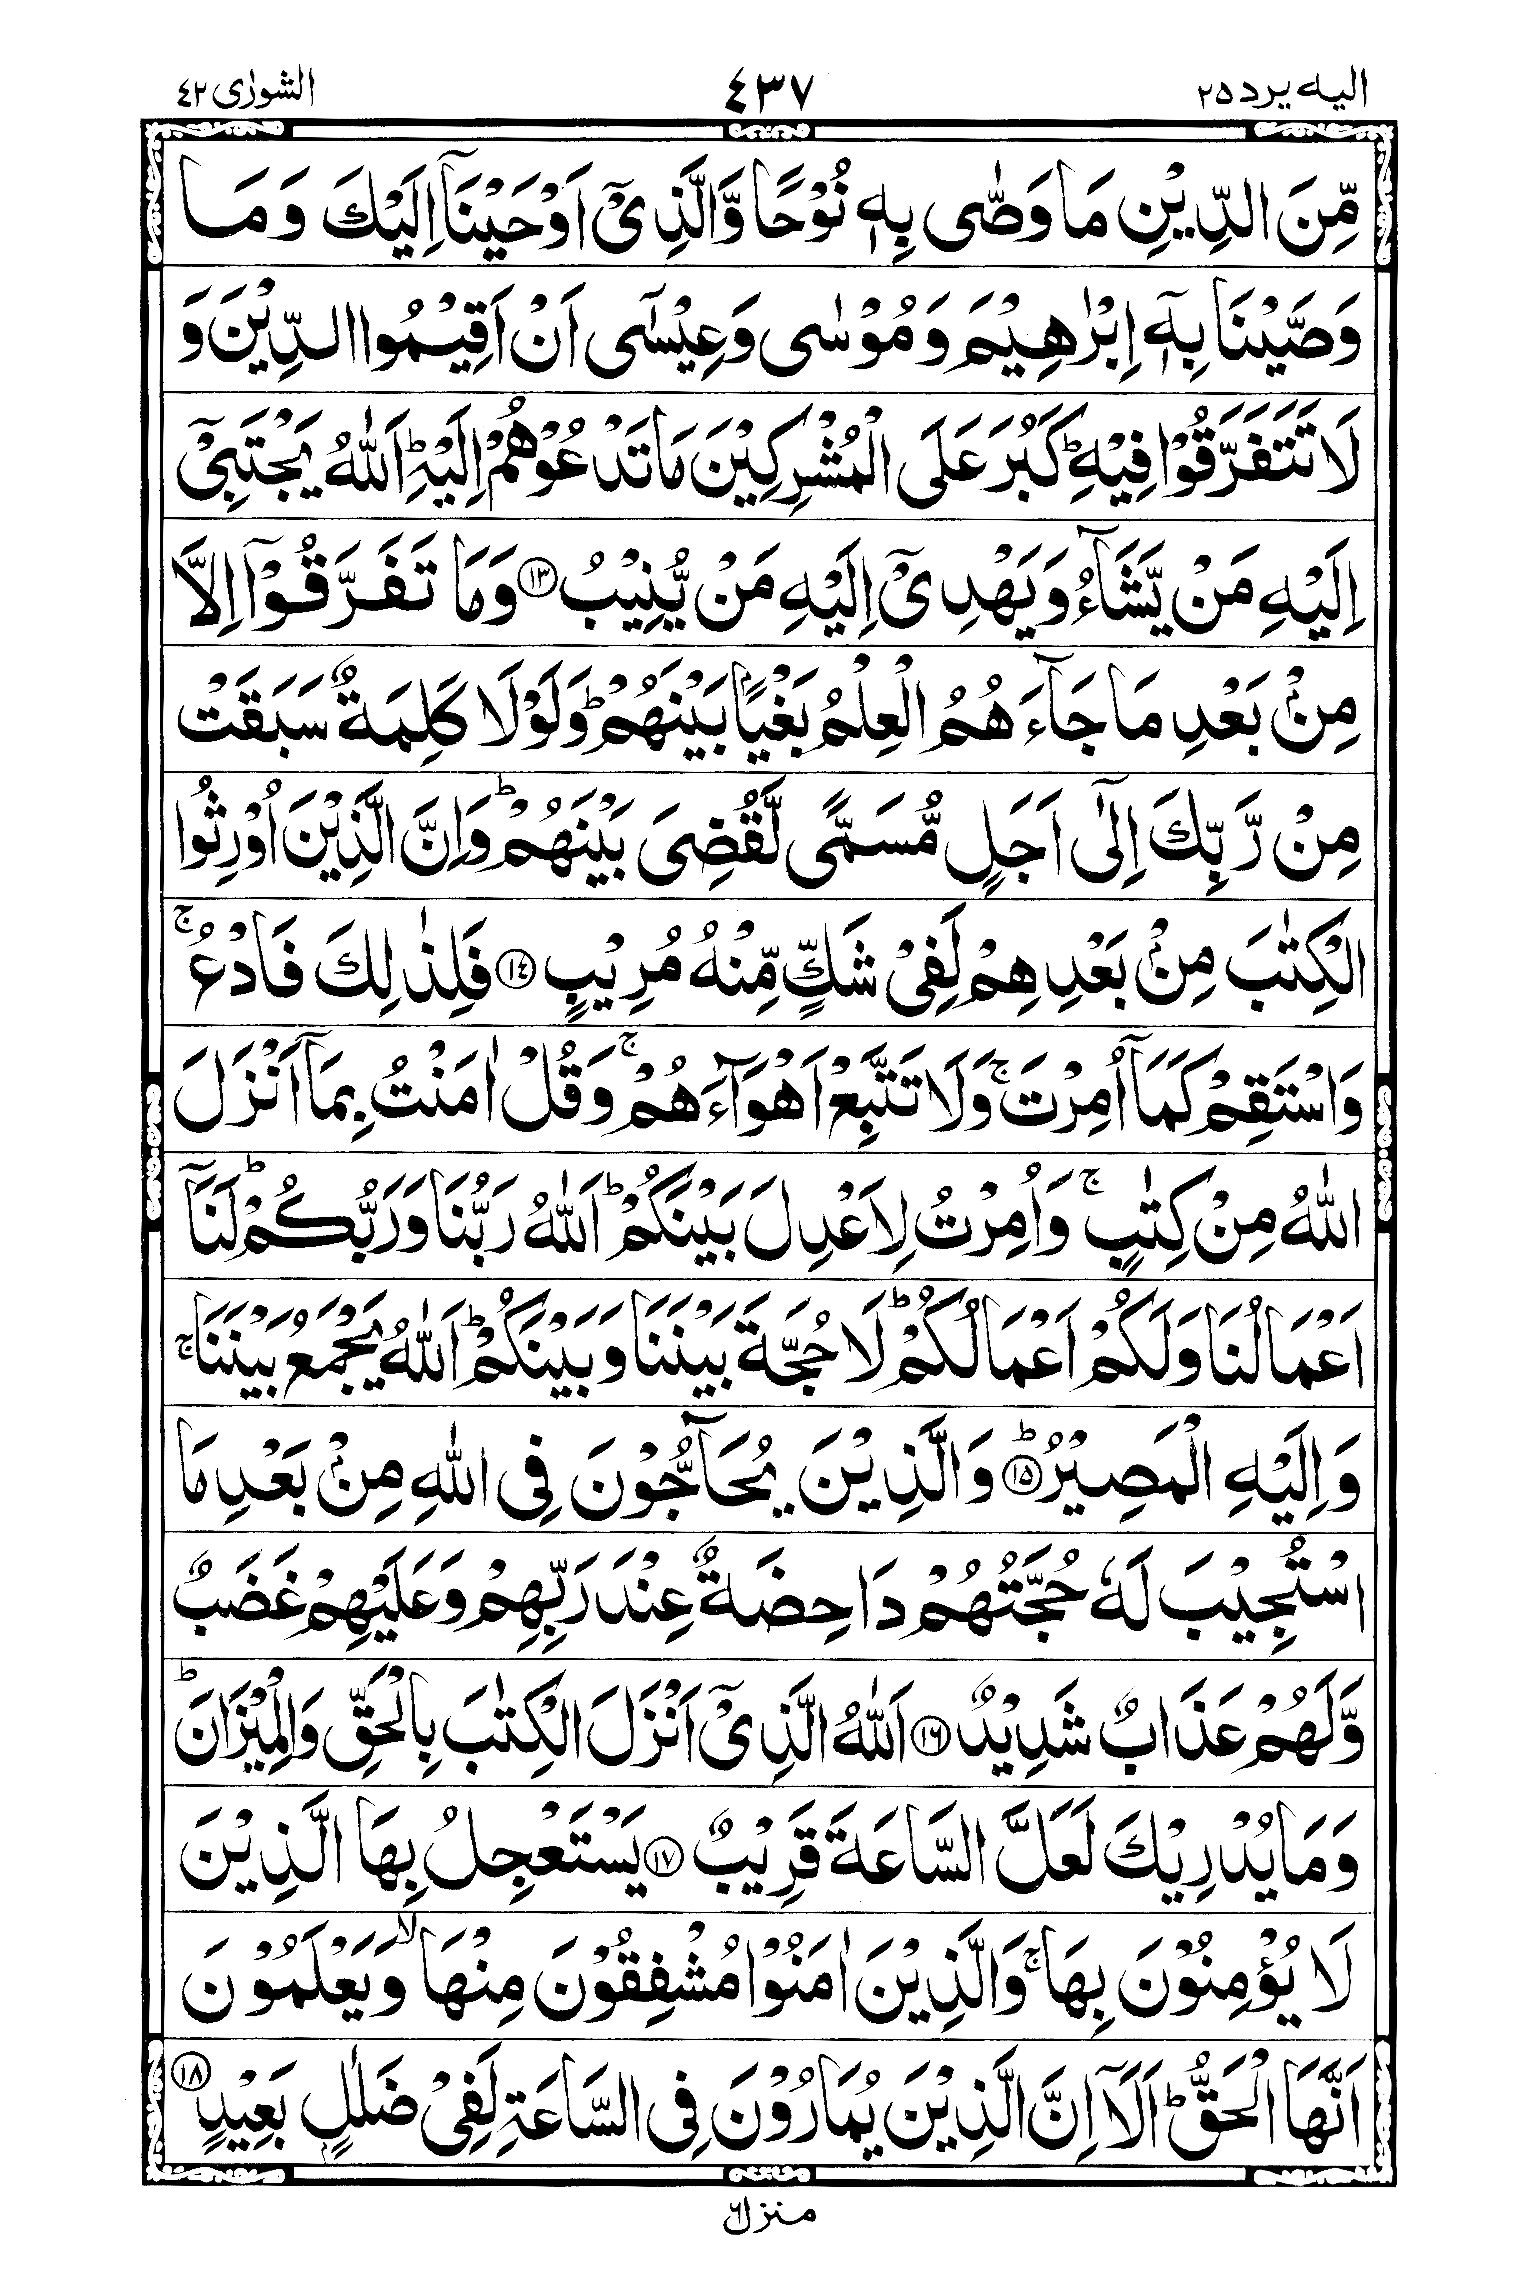 اليه يرد ٢٥
٤٣٧
الشورٰى ٤٢
مِّنَ الدِّيْنِ مَا وَصّٰى بِهٖ نُوْحًا وَّالَّذِىْۤ اَوْحَيْنَاۤ اِلَيْكَ وَمَا
وَصَّيْنَا بِهٖۤ اِبْرٰهِيْمَ وَمُوْسٰى وَعِيْسٰٓى اَنْ اَقِيْمُوا الدِّيْنَ وَ
لَا تَتَفَرَّقُوْا فِيْهِ ؕ كَبُرَ عَلَى الْمُشْرِكِيْنَ مَا تَدْعُوْهُمْ اِلَيْهِ ؕ اَللّٰهُ يَجْتَبِىْۤ
اِلَيْهِ مَنْ يَّشَآءُ وَيَهْدِىْۤ اِلَيْهِ مَنْ يُّنِيْبُ ﴿١٣﴾ وَمَا تَفَرَّقُوْۤا اِلَّا
مِنْۢ بَعْدِ مَا جَآءَهُمُ الْعِلْمُ بَغْيًاۢ بَيْنَهُمْ ؕ وَلَوْلَا كَلِمَةٌ سَبَقَتْ
مِنْ رَّبِّكَ اِلٰٓى اَجَلٍ مُّسَمًّى لَّقُضِىَ بَيْنَهُمْ ؕ وَاِنَّ الَّذِيْنَ اُوْرِثُوا
الْكِتٰبَ مِنْۢ بَعْدِهِمْ لَفِىْ شَكٍّ مِّنْهُ مُرِيْبٍ ﴿١٤﴾ فَلِذٰلِكَ فَادْعُ ۚ
وَاسْتَقِمْ كَمَاۤ اُمِرْتَ ۚ وَلَا تَتَّبِعْ اَهْوَآءَهُمْ ۚ وَقُلْ اٰمَنْتُ بِمَاۤ اَنْزَلَ
اللّٰهُ مِنْ كِتٰبٍ ۚ وَاُمِرْتُ لِاَعْدِلَ بَيْنَكُمْ ؕ اَللّٰهُ رَبُّنَا وَرَبُّكُمْ ؕ لَنَاۤ
اَعْمَالُنَا وَلَكُمْ اَعْمَالُكُمْ ؕ لَا حُجَّةَ بَيْنَنَا وَبَيْنَكُمْ ؕ اَللّٰهُ يَجْمَعُ بَيْنَنَا ۚ
وَاِلَيْهِ الْمَصِيْرُ ؕ ﴿١٥﴾ وَالَّذِيْنَ يُحَآجُّوْنَ فِى اللّٰهِ مِنْۢ بَعْدِ مَا
اسْتُجِيْبَ لَهٗ حُجَّتُهُمْ دَاحِضَةٌ عِنْدَ رَبِّهِمْ وَعَلَيْهِمْ غَضَبٌ
وَّلَهُمْ عَذَابٌ شَدِيْدٌ ﴿١٦﴾ اَللّٰهُ الَّذِىْۤ اَنْزَلَ الْكِتٰبَ بِالْحَقِّ وَالْمِيْزَانَ ؕ
وَمَا يُدْرِيْكَ لَعَلَّ السَّاعَةَ قَرِيْبٌ ﴿١٧﴾ يَسْتَعْجِلُ بِهَا الَّذِيْنَ
لَا يُؤْمِنُوْنَ بِهَا ۚ وَالَّذِيْنَ اٰمَنُوْا مُشْفِقُوْنَ مِنْهَا ۙ وَيَعْلَمُوْنَ
اَنَّهَا الْحَقُّ ؕ اَلَاۤ اِنَّ الَّذِيْنَ يُمَارُوْنَ فِى السَّاعَةِ لَفِىْ ضَلٰلٍۢ بَعِيْدٍ ﴿١٨﴾
منزل ٦